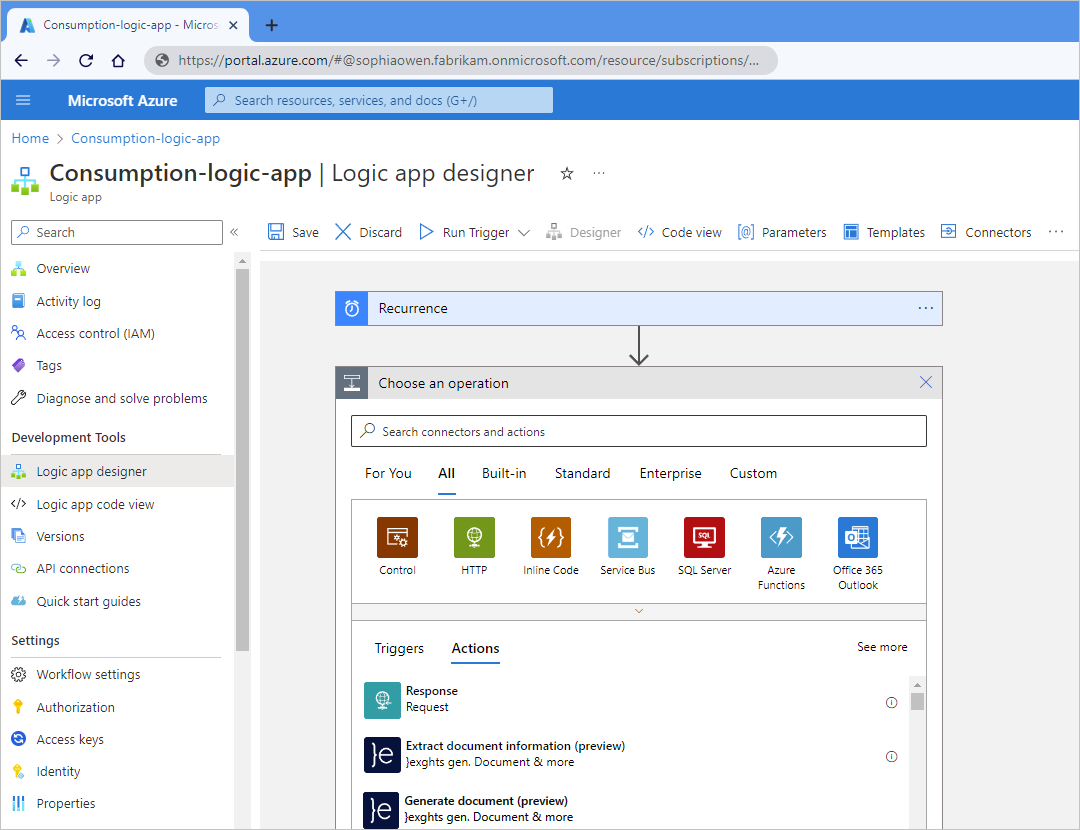 Consumption-logic-app - Micros
https://portal.azure.com/#@sophiaowen.fabrikam.onmicrosoft.com/resource/subscriptions/...
Microsoft Azure
Search resources, services, and docs (G+/)
Home > Consumption-logic-app
Consumption-logic-app | Logic app designer
Logic app
Search
Save Discard Run Trigger Designer Code view Parameters Templates Connectors
Overview
Activity log
Access control (IAM)
Tags
Diagnose and solve problems
Development Tools
Logic app designer
Logic app code view
Versions
API connections
Quick start guides
Settings
Workflow settings
Authorization
Access keys
Identity
Properties
Recurrence
Choose an operation
Search connectors and actions
For You All Built-in Standard Enterprise Custom
SQL
Control HTTP Inline Code Service Bus SQL Server Azure Functions Office 365 Outlook
Triggers Actions See more
Response
Request
}e
Extract document information (preview)
}exghts gen. Document & more
}e
Generate document (preview)
}exghts gen. Document & more